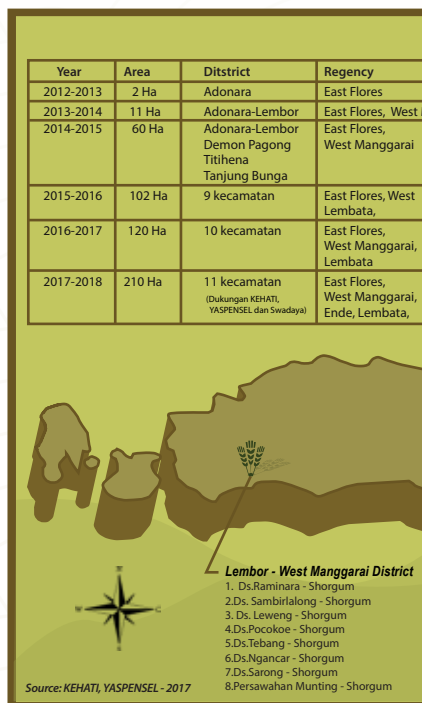 Year Area Ditstrict Regency
2012-2013 2 Ha Adonara East Flores
2013-2014 11 Ha Adonara-Lembor East Flores, West
2014-2015 60 Ha Adonara-Lembor East Flores,
Demon Pagong West Manggarai
Titihena
Tanjung Bunga
2015-2016 102 Ha 9 kecamatan East Flores, West
Lembata,
2016-2017 120 Ha 10 kecamatan East Flores,
West Manggarai,
Lembata
2017-2018 210 Ha 11 kecamatan East Flores,
(Dukungan KEHATI, West Manggarai,
YASPENSEL dan Swadaya) Ende, Lembata,
N
W E
S
Lembor - West Manggarai District
1. Ds.Raminara - Shorgum
2.Ds. Sambirlalong - Shorgum
3. Ds. Leweng - Shorgum
4.Ds.Pocokoe - Shorgum
5.Ds.Tebang - Shorgum
6.Ds.Ngancar - Shorgum
7.Ds.Sarong - Shorgum
8.Persawahan Munting - Shorgum
Source: KEHATI, YASPENSEL - 2017